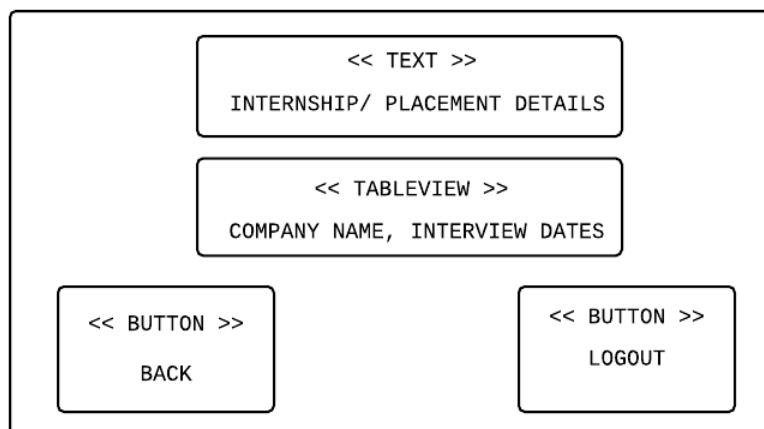 << TEXT >>
INTERNSHIP/ PLACEMENT DETAILS
<< TABLEVIEW >>
COMPANY NAME, INTERVIEW DATES
<< BUTTON >>
BACK
<< BUTTON >>
LOGOUT